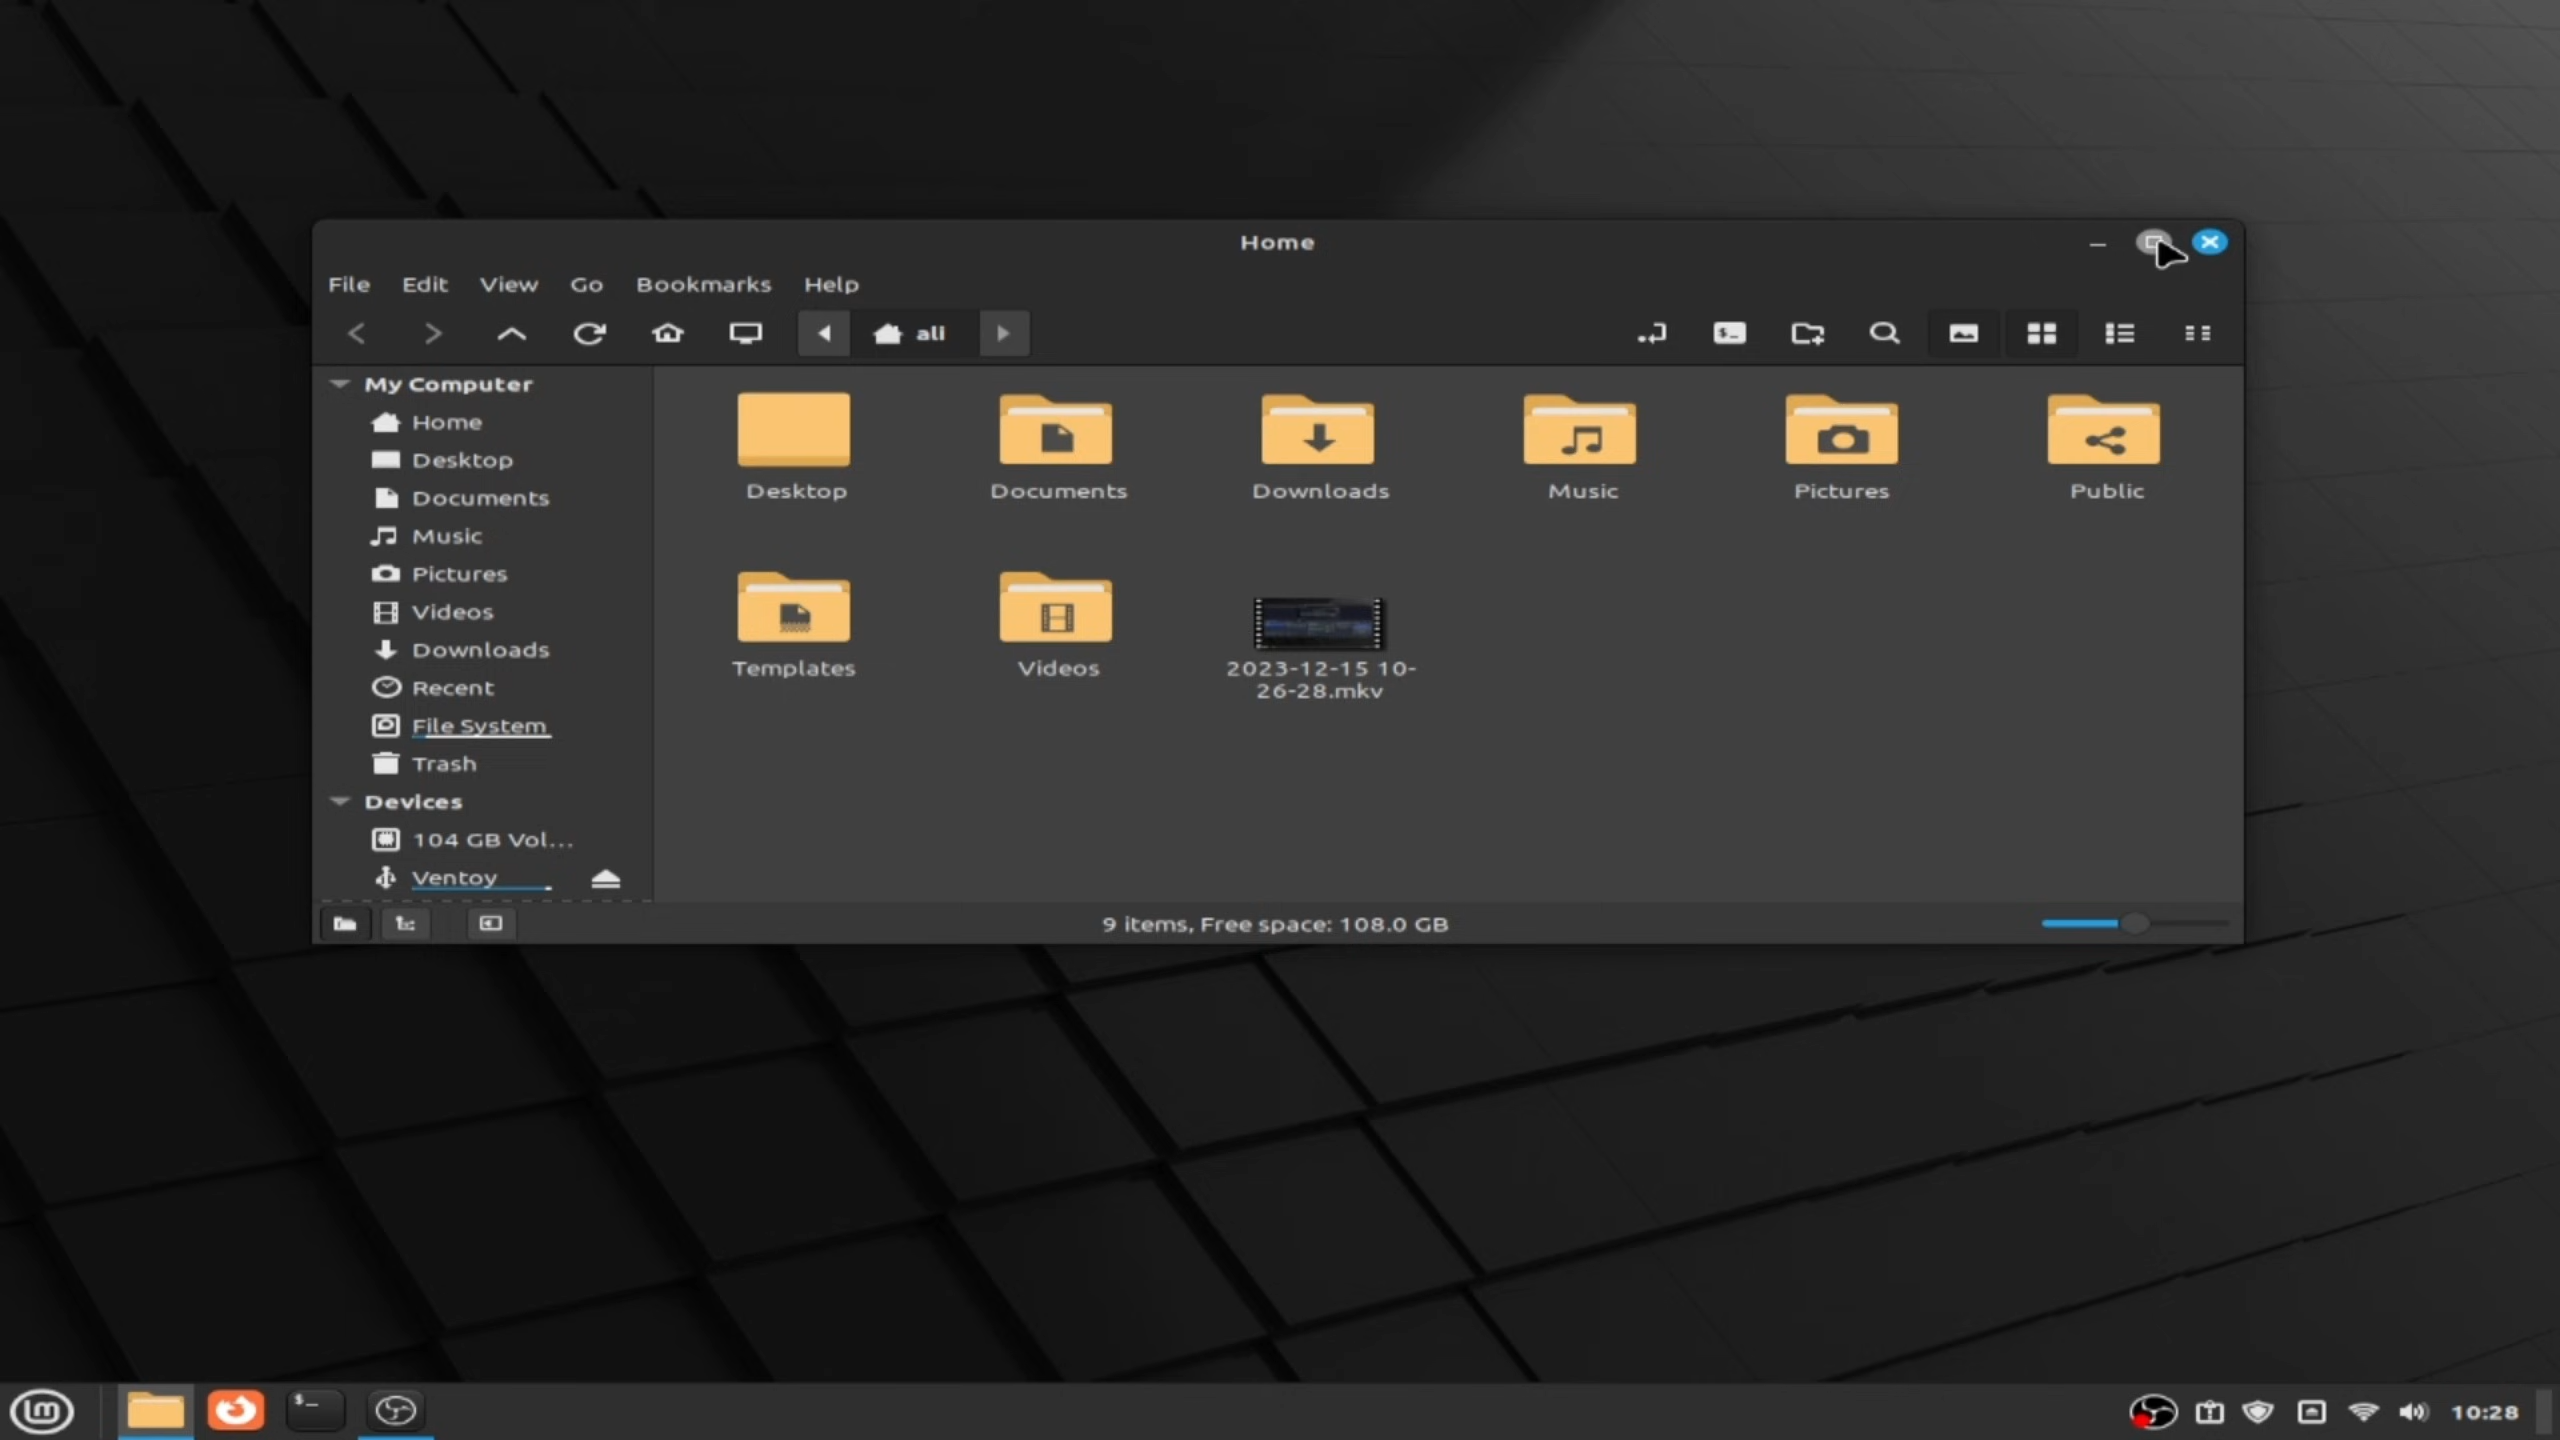 Home
File Edit View Go Bookmarks Help
ali
My Computer
Home
Desktop
Documents
Music
Pictures
Videos
Downloads
Recent
File System
Trash
Devices
104 GB Vol...
Ventoy
Desktop Documents Downloads Music Pictures Public
Templates Videos 2023-12-15 10-
26-28.mkv
9 items, Free space: 108.0 GB
10:28